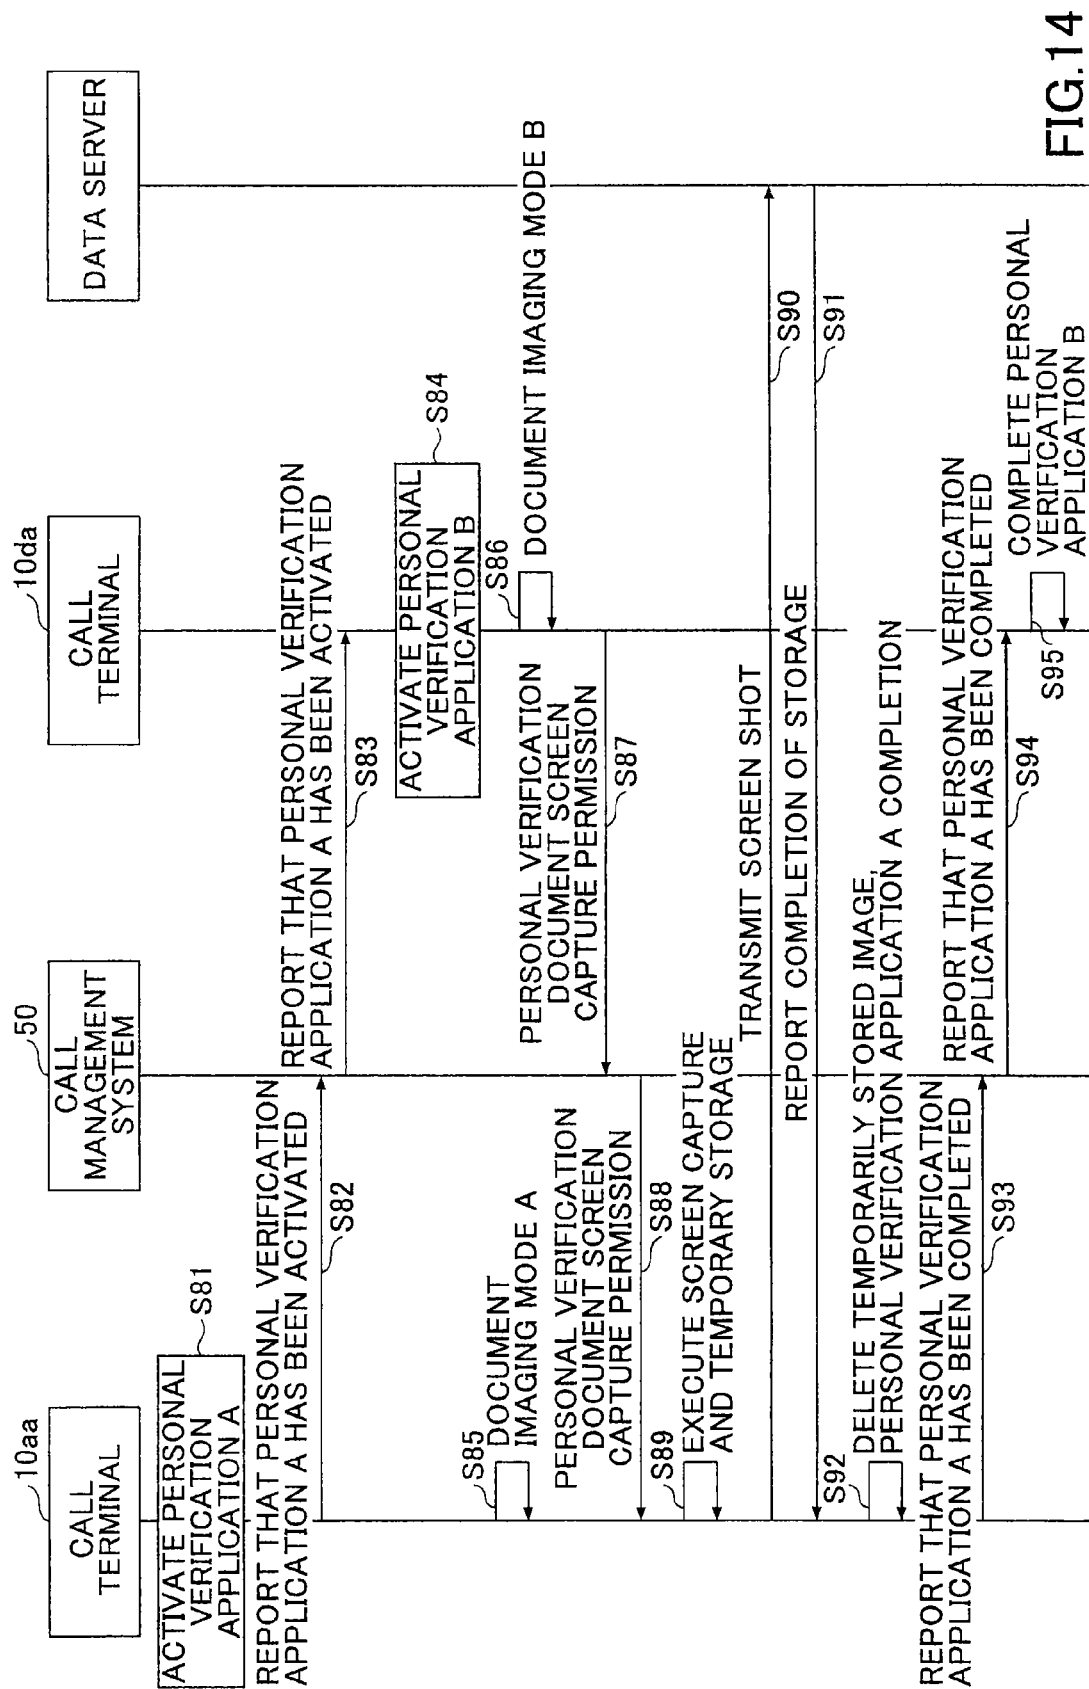 10aa
CALL
TERMINAL
50
CALL
MANAGEMENT
SYSTEM
10da
CALL
TERMINAL
DATA SERVER
ACTIVATE PERSONAL
VERIFICATION
APPLICATION A
S81
REPORT THAT PERSONAL VERIFICATION
APPLICATION A HAS BEEN ACTIVATED
S82
REPORT THAT PERSONAL VERIFICATION
APPLICATION A HAS BEEN ACTIVATED
S83
ACTIVATE PERSONAL
VERIFICATION
APPLICATION B
S84
S85
DOCUMENT
IMAGING MODE A
S86
DOCUMENT IMAGING MODE B
PERSONAL VERIFICATION
DOCUMENT SCREEN
CAPTURE PERMISSION
S87
PERSONAL VERIFICATION
DOCUMENT SCREEN
CAPTURE PERMISSION
S88
S89
EXECUTE SCREEN CAPTURE
AND TEMPORARY STORAGE
TRANSMIT SCREEN SHOT
S90
REPORT COMPLETION OF STORAGE
S91
S92
DELETE TEMPORARILY STORED IMAGE,
PERSONAL VERIFICATION APPLICATION A COMPLETION
REPORT THAT PERSONAL VERIFICATION
APPLICATION A HAS BEEN COMPLETED
S93
REPORT THAT PERSONAL VERIFICATION
APPLICATION A HAS BEEN COMPLETED
S94
S95
COMPLETE PERSONAL
VERIFICATION
APPLICATION B
FIG.14